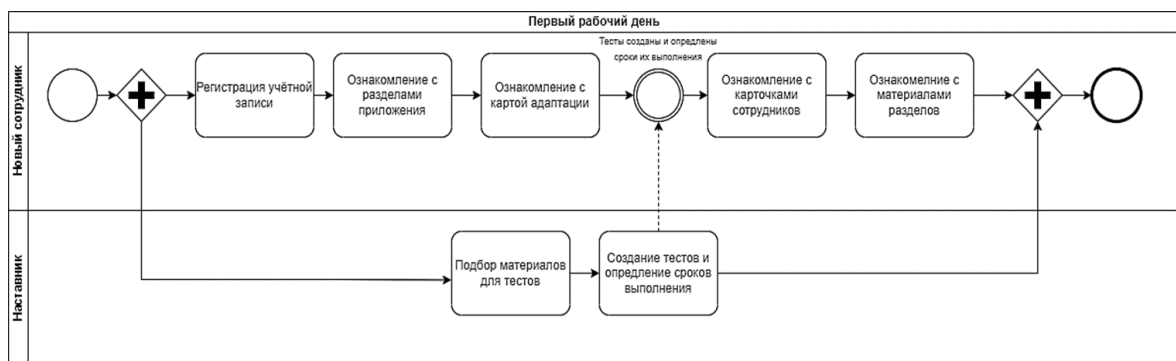 Первый рабочий день
Новый сотрудник
Тесты созданы и опредлены
сроки их выполнения
Регистрация учётной
записи
Ознакомление с
разделами
приложения
Ознакомление с
картой адаптации
Ознакомление с
карточками
сотрудников
Ознакомелние с
материалами
разделов
Наставник
Подбор материалов
для тестов
Создание тестов и
опредление сроков
выполнения